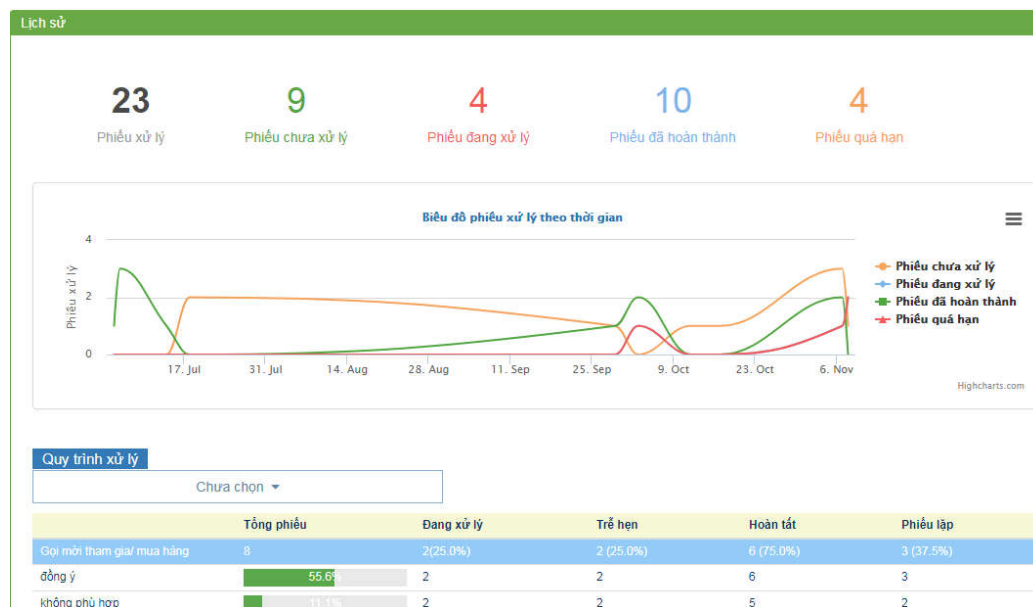 Lịch sử
23 9 4 10 4
Phiếu xử lý Phiếu chưa xử lý Phiếu đang xử lý Phiếu đã hoàn thành Phiếu quá hạn
Biểu đồ phiếu xử lý theo thời gian
Phiếu xử lý
4
2
0
17. Jul 31. Jul 14. Aug 28. Aug 11. Sep 25. Sep 9. Oct 23. Oct 6. Nov
Phiếu chưa xử lý
Phiếu đang xử lý
Phiếu đã hoàn thành
Phiếu quá hạn
Highcharts.com
Quy trình xử lý
Chưa chọn
Tổng phiếu Đang xử lý Trễ hẹn Hoàn tất Phiếu lặp
Gọi mời tham gia/ mua hàng 8 2(25.0%) 2 (25.0%) 6 (75.0%) 3 (37.5%)
đồng ý 55.6% 2 2 6 3
không phù hợp 11.1% 2 2 5 2